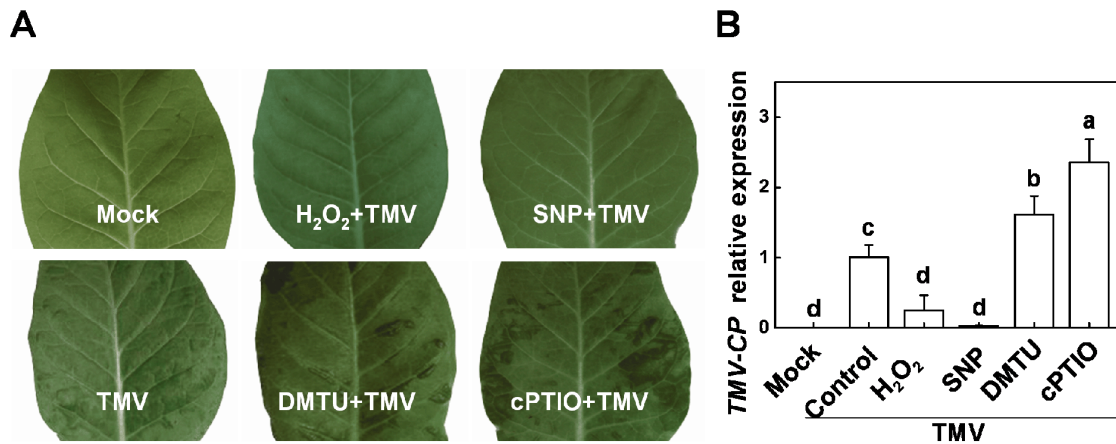 A
Mock
H₂O₂+TMV
SNP+TMV
TMV
DMTU+TMV
cPTIO+TMV
B
TMV-CP relative expression
3
2
1
0
d
c
d
d
b
a
Mock
Control
H₂O₂
SNP
DMTU
cPTIO
TMV